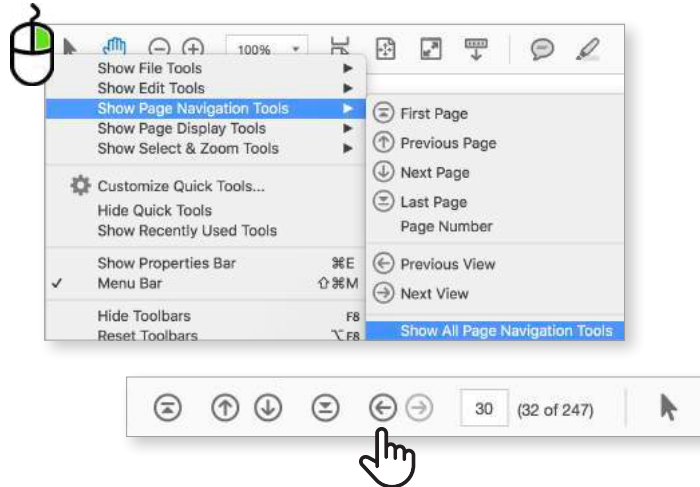 100%
Show File Tools
Show Edit Tools
Show Page Navigation Tools
Show Page Display Tools
Show Select & Zoom Tools
Customize Quick Tools...
Hide Quick Tools
Show Recently Used Tools
Show Properties Bar ⌘E
✓ Menu Bar ⇧⌘M
Hide Toolbars F8
Reset Toolbars ⌥F8
First Page
Previous Page
Next Page
Last Page
Page Number
Previous View
Next View
Show All Page Navigation Tools
30 (32 of 247)